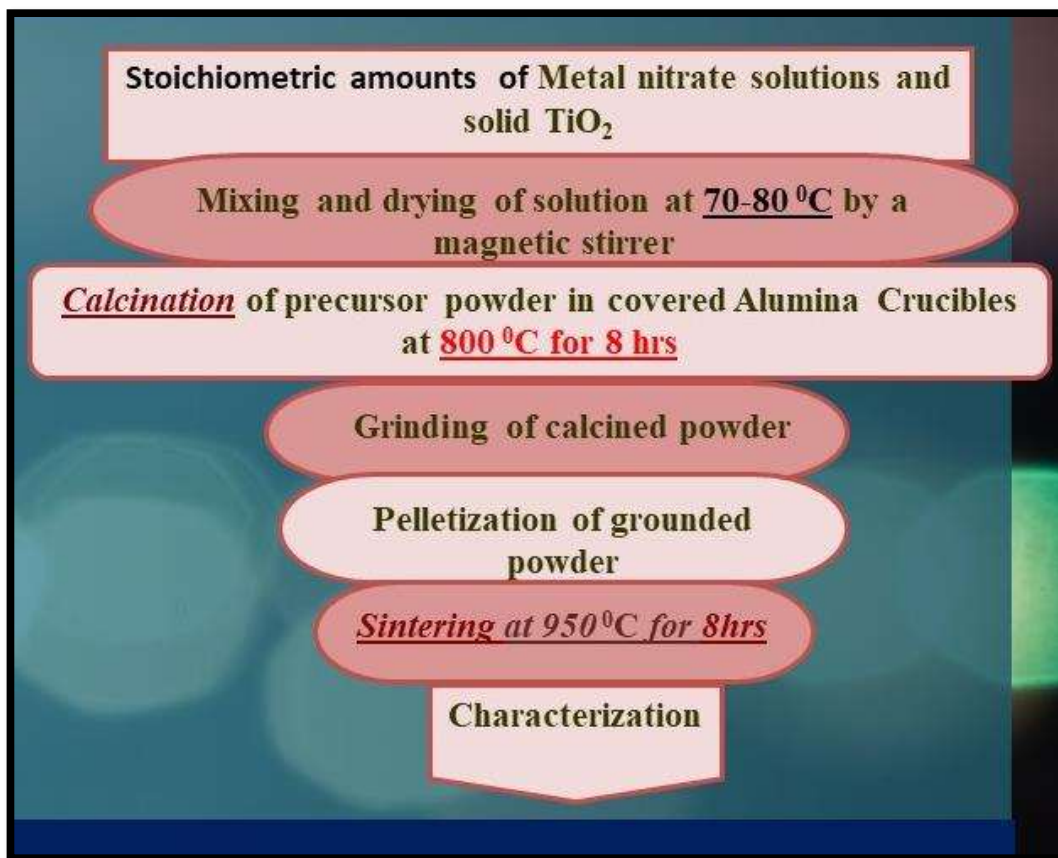 Stoichiometric amounts of Metal nitrate solutions and
solid TiO₂
Mixing and drying of solution at 70-80 ⁰C by a
magnetic stirrer
Calcination of precursor powder in covered Alumina Crucibles
at 800 ⁰C for 8 hrs
Grinding of calcined powder
Pelletization of grounded
powder
Sintering at 950 ⁰C for 8hrs
Characterization